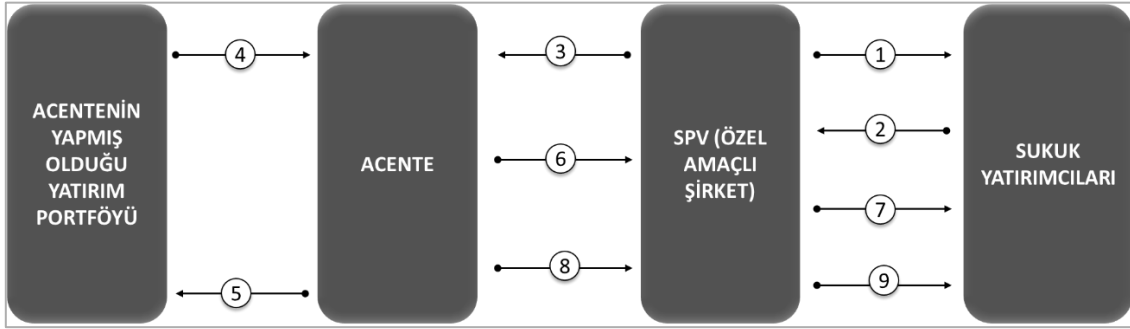 ACENTENİN
YAPMIŞ
OLDUĞU
YATIRIM
PORTFÖYÜ
4
5
ACENTE
3
6
8
SPV (ÖZEL
AMAÇLI
ŞİRKET)
1
2
7
9
SUKUK
YATIRIMCILARI